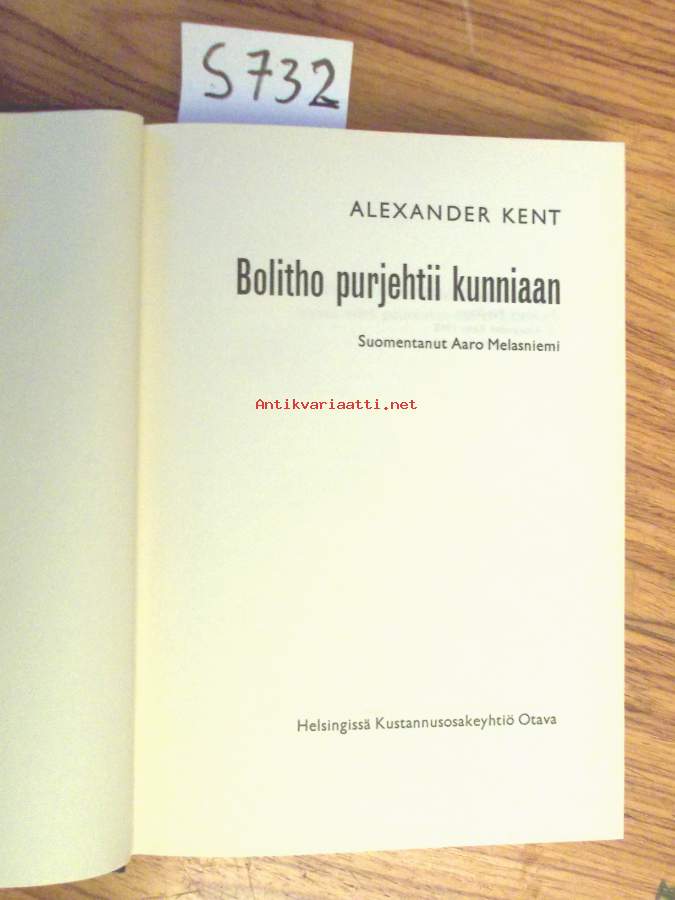 S732
ALEXANDER KENT
Bolitho purjehtii kunniaan
Suomentanut Aaro Melasniemi
Antikvariaatti.net
Helsingissä Kustannusosakeyhtiö Otava